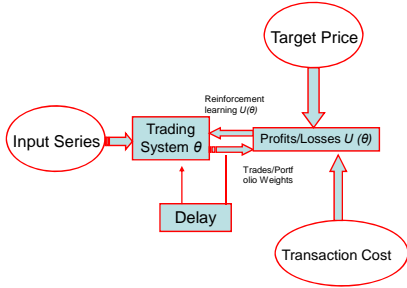 Target Price
Reinforcement
learning U(θ)
Input Series
Trading
System θ
Profits/Losses U (θ)
Trades/Portf
olio Weights
Delay
Transaction Cost